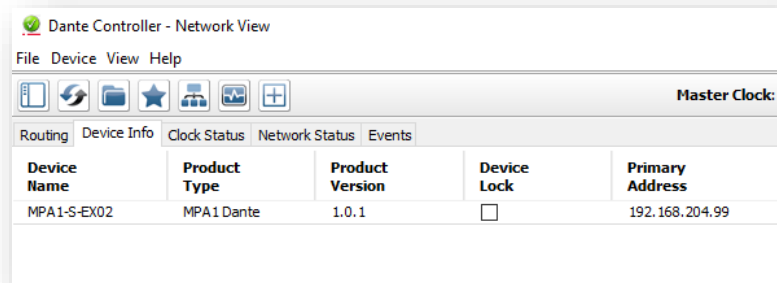 Dante Controller - Network View
File Device View Help
Master Clock:
Routing Device Info Clock Status Network Status Events
Device Name Product Type Product Version Device Lock Primary Address
MPA1-S-EX02 MPA1 Dante 1.0.1 192.168.204.99